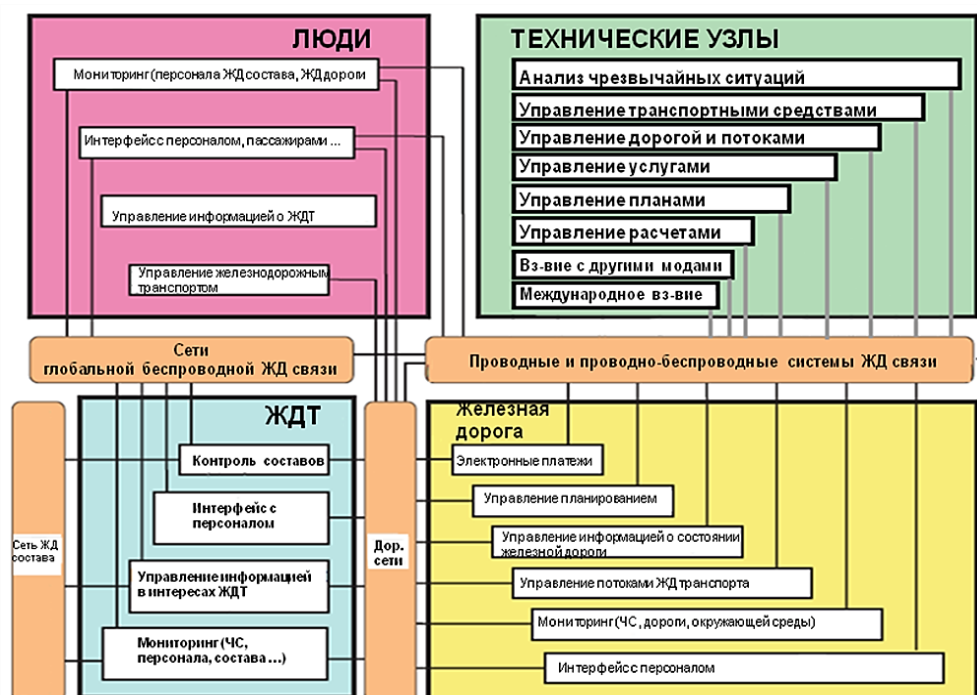 ЛЮДИ
Мониторинг(персонала ЖД состава, ЖД дороги
Интерфейс с персоналом, пассажирами ...
Управление информацией о ЖДТ
Управление железнодорожным
транспортом
ТЕХНИЧЕСКИЕ УЗЛЫ
Анализ чрезвычайных ситуаций
Управление транспортными средствами
Управление дорогой и потоками
Управление услугами
Управление планами
Управление расчетами
Вз-вие с другими модами
Международное вз-вие
Сети
глобальной беспроводной ЖД связи
Проводные и проводно-беспроводные системы ЖД связи
Сеть ЖД
состава
ЖДТ
Контроль составов
Интерфейс с
персоналом
Управление информацией
в интересах ЖДТ
Мониторинг(ЧС,
персонала, состава ...)
Дор.
сети
Железная
дорога
Электронные платежи
Управление планированием
Управление информацией о состоянии
железной дороги
Управление потоками ЖД транспорта
Мониторинг(ЧС, дороги, окружающей среды)
Интерфейс с персоналом